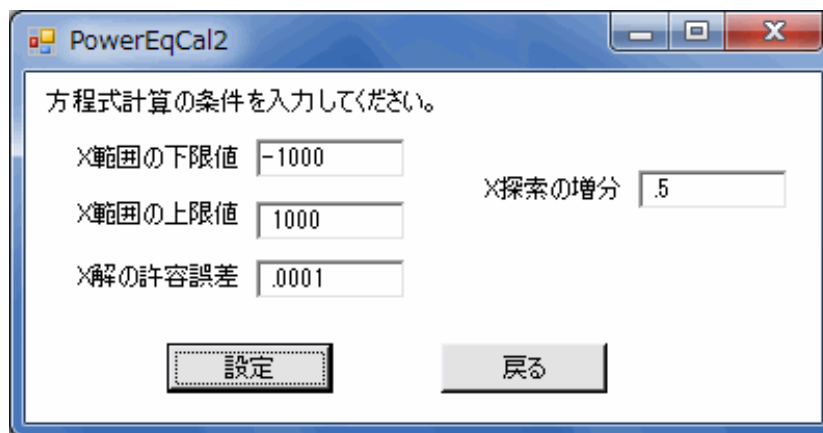 PowerEqCal2
方程式計算の条件を入力してください。
X範囲の下限値 -1000
X探索の増分 .5
X範囲の上限値 1000
X解の許容誤差 .0001
設定 戻る